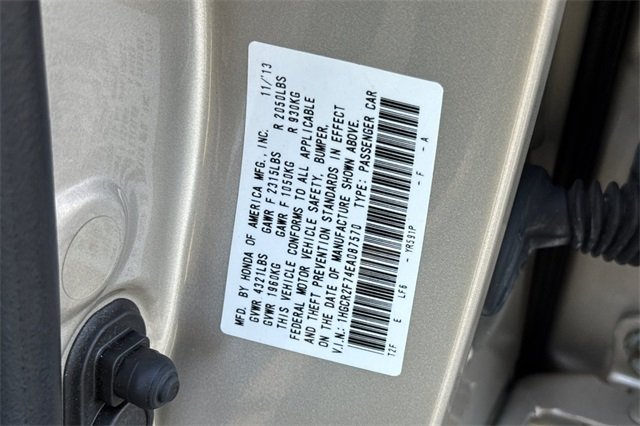 MFD. BY HONDA OF AMERICA MFG., INC. 11/'13
GVWR 4321LBS GAWR F 2315LBS R 2050LBS
GVWR 1960KG GAWR F 1050KG R 930KG
THIS VEHICLE CONFORMS TO ALL APPLICABLE
FEDERAL MOTOR VEHICLE SAFETY, BUMPER,
AND THEFT PREVENTION STANDARDS IN EFFECT
ON THE DATE OF MANUFACTURE SHOWN ABOVE.
V.I.N.: 1HGCR2F74EA087570 TYPE: PASSENGER CAR
T2F E LF6 - YR591P - F - A